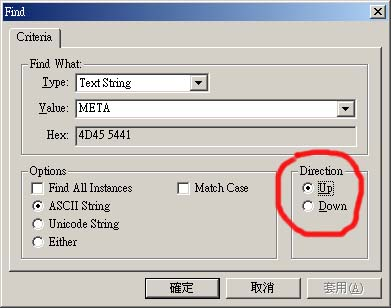 Find
Criteria
Find What:
Type: Text String
Value: META
Hex: 4D45 5441
Options
Find All Instances Match Case
ASCII String
Unicode String
Either
Direction
Up
Down
確定 取消 套用(A)